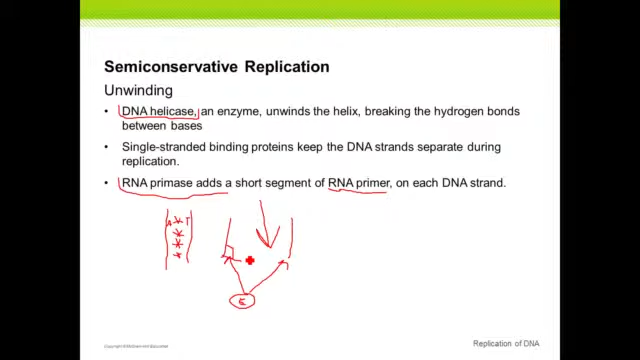 Semiconservative Replication
Unwinding
• DNA helicase, an enzyme, unwinds the helix, breaking the hydrogen bonds
between bases
• Single-stranded binding proteins keep the DNA strands separate during
replication.
• RNA primase adds a short segment of RNA primer, on each DNA strand.
A T
Replication of DNA